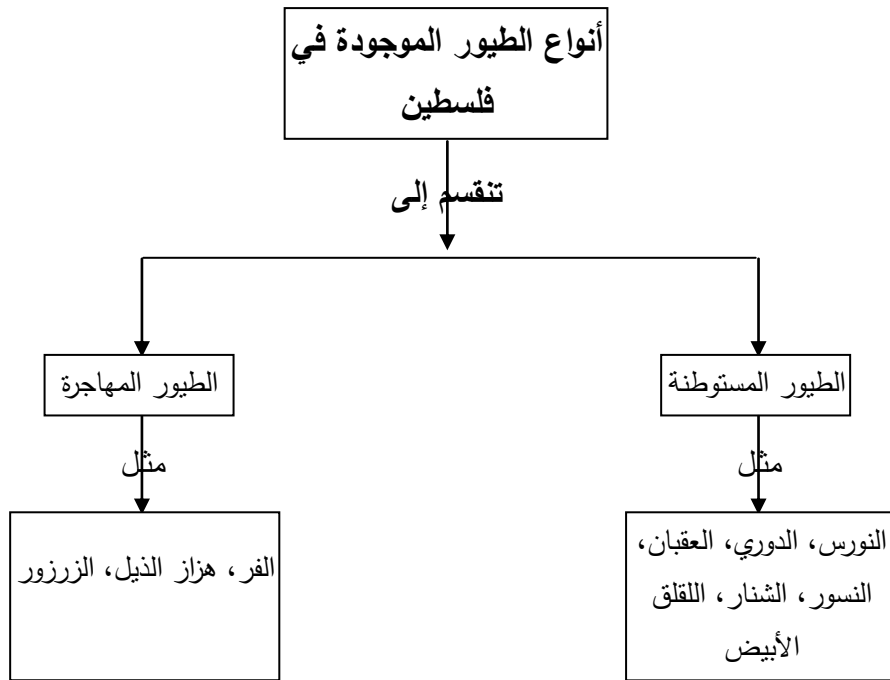 أنواع الطيور الموجودة في
فلسطين
تنقسم إلى
الطيور المستوطنة
الطيور المهاجرة
مثل
مثل
النورس، الدوري، العقبان،
النسور، الشنار، اللقلق
الأبيض
الفر، هزاز الذيل، الزرزور